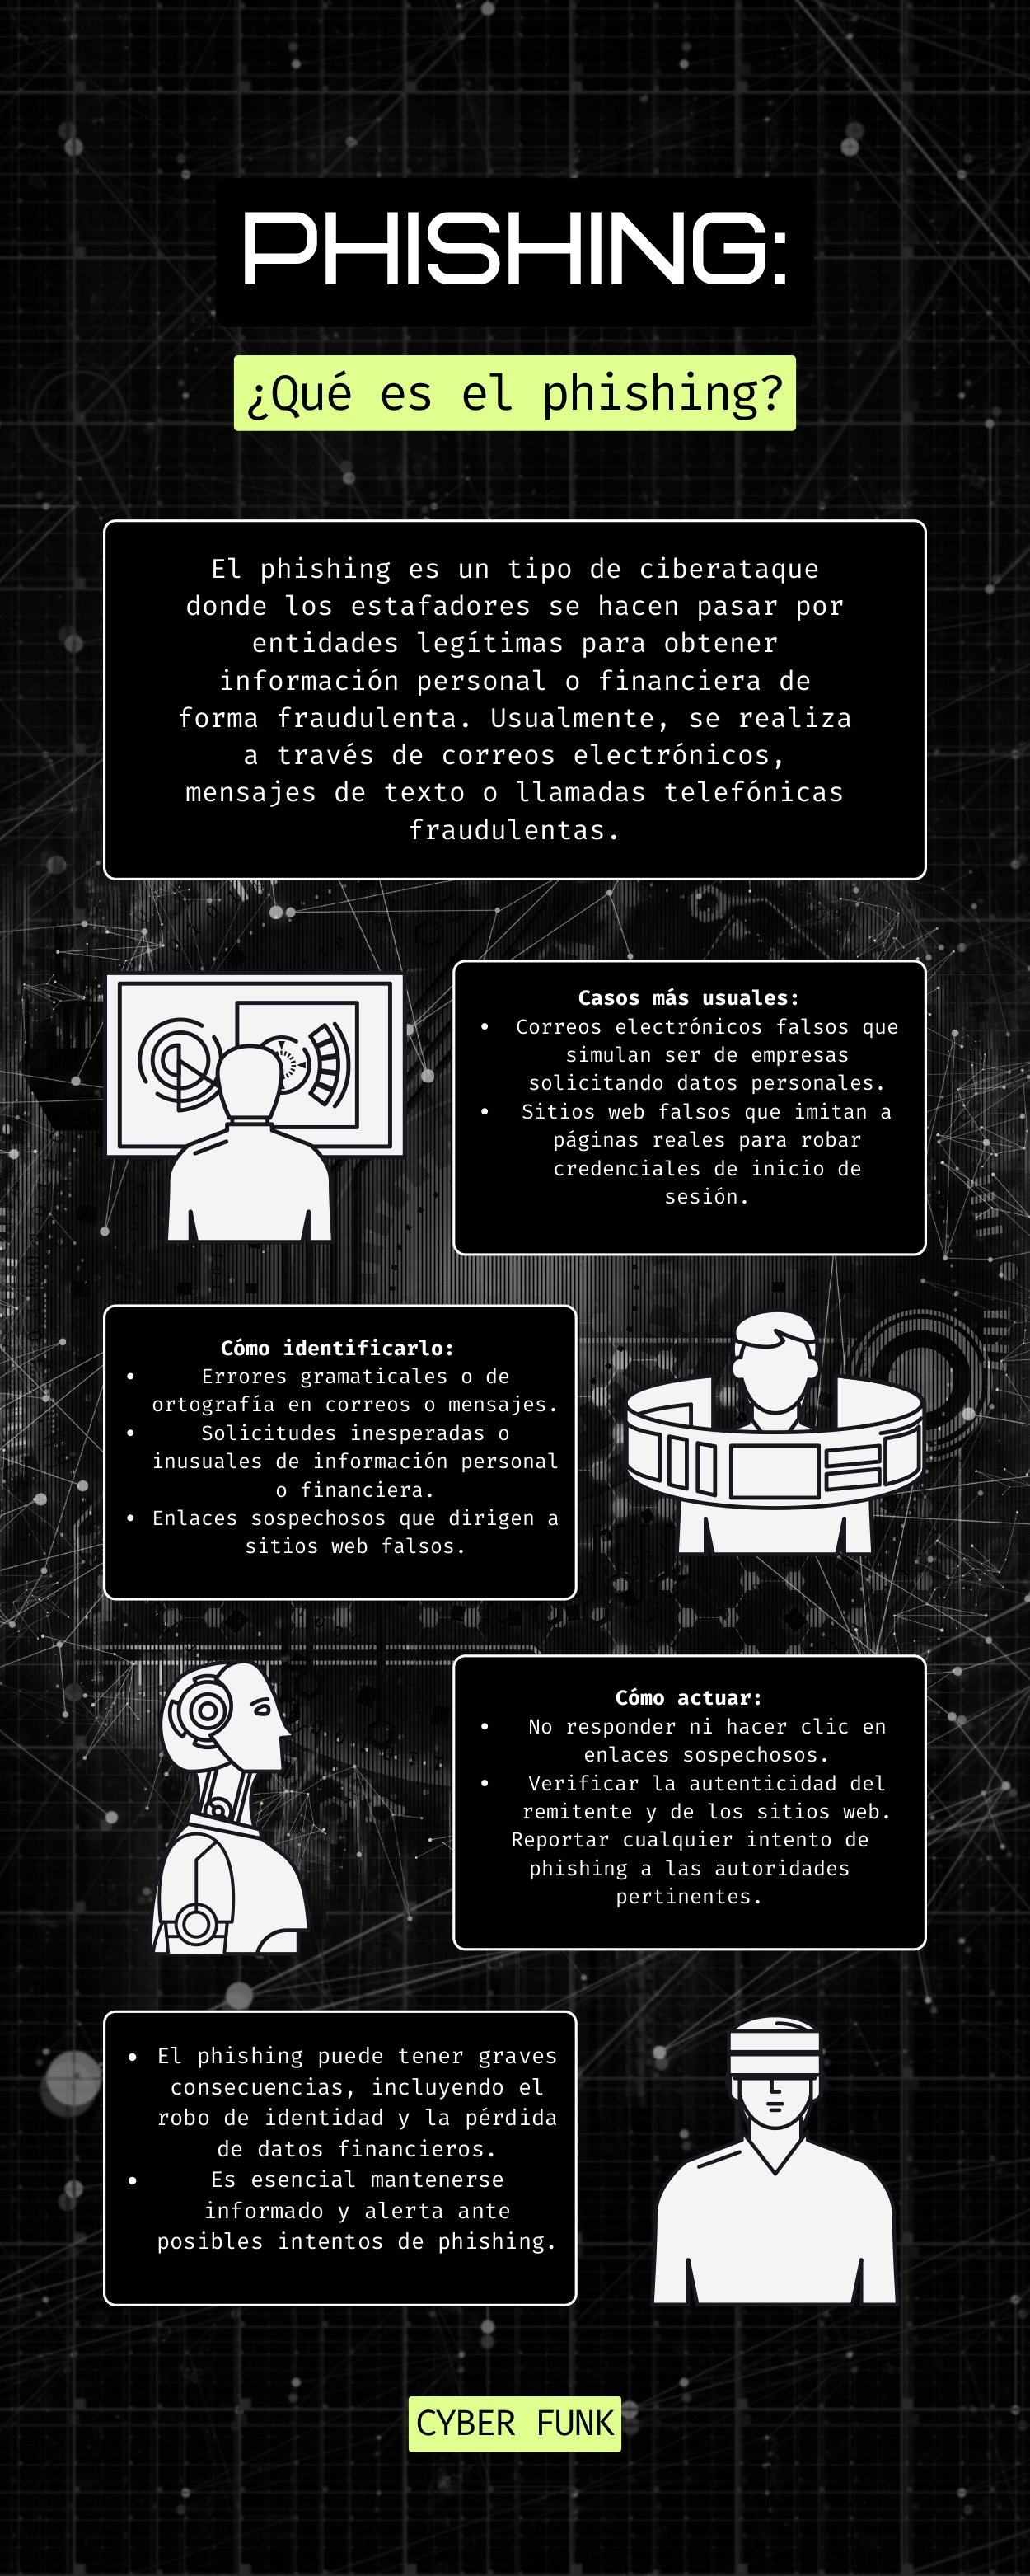 PHISHING:
¿Qué es el phishing?
El phishing es un tipo de ciberataque
donde los estafadores se hacen pasar por
entidades legítimas para obtener
información personal o financiera de
forma fraudulenta. Usualmente, se realiza
a través de correos electrónicos,
mensajes de texto o llamadas telefónicas
fraudulentas.
Casos más usuales:
• Correos electrónicos falsos que
simulan ser de empresas
solicitando datos personales.
• Sitios web falsos que imitan a
páginas reales para robar
credenciales de inicio de
sesión.
Cómo identificarlo:
• Errores gramaticales o de
ortografía en correos o mensajes.
• Solicitudes inesperadas o
inusuales de información personal
o financiera.
• Enlaces sospechosos que dirigen a
sitios web falsos.
Cómo actuar:
• No responder ni hacer clic en
enlaces sospechosos.
• Verificar la autenticidad del
remitente y de los sitios web.
Reportar cualquier intento de
phishing a las autoridades
pertinentes.
• El phishing puede tener graves
consecuencias, incluyendo el
robo de identidad y la pérdida
de datos financieros.
• Es esencial mantenerse
informado y alerta ante
posibles intentos de phishing.
CYBER FUNK